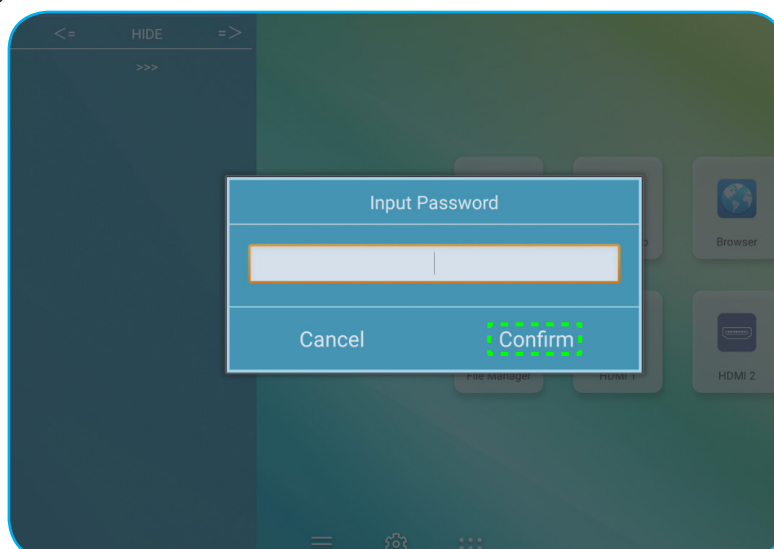 <= HIDE =>
>>>
Input Password
Browser
Cancel Confirm
File Manager HDMI 1 HDMI 2